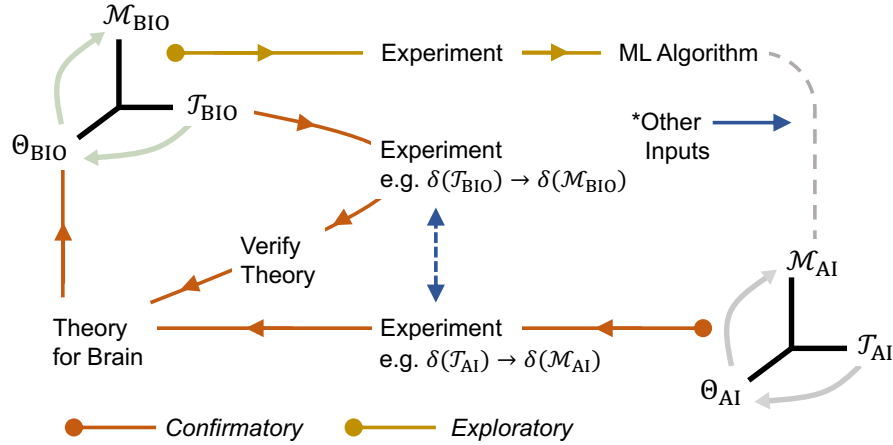 ℳ_BIO
Experiment
ML Algorithm
𝒯_BIO
Θ_BIO
*Other
Inputs
Experiment
e.g. δ(𝒯_BIO) → δ(ℳ_BIO)
Verify
Theory
ℳ_AI
Theory
for Brain
Experiment
e.g. δ(𝒯_AI) → δ(ℳ_AI)
𝒯_AI
Θ_AI
Confirmatory
Exploratory